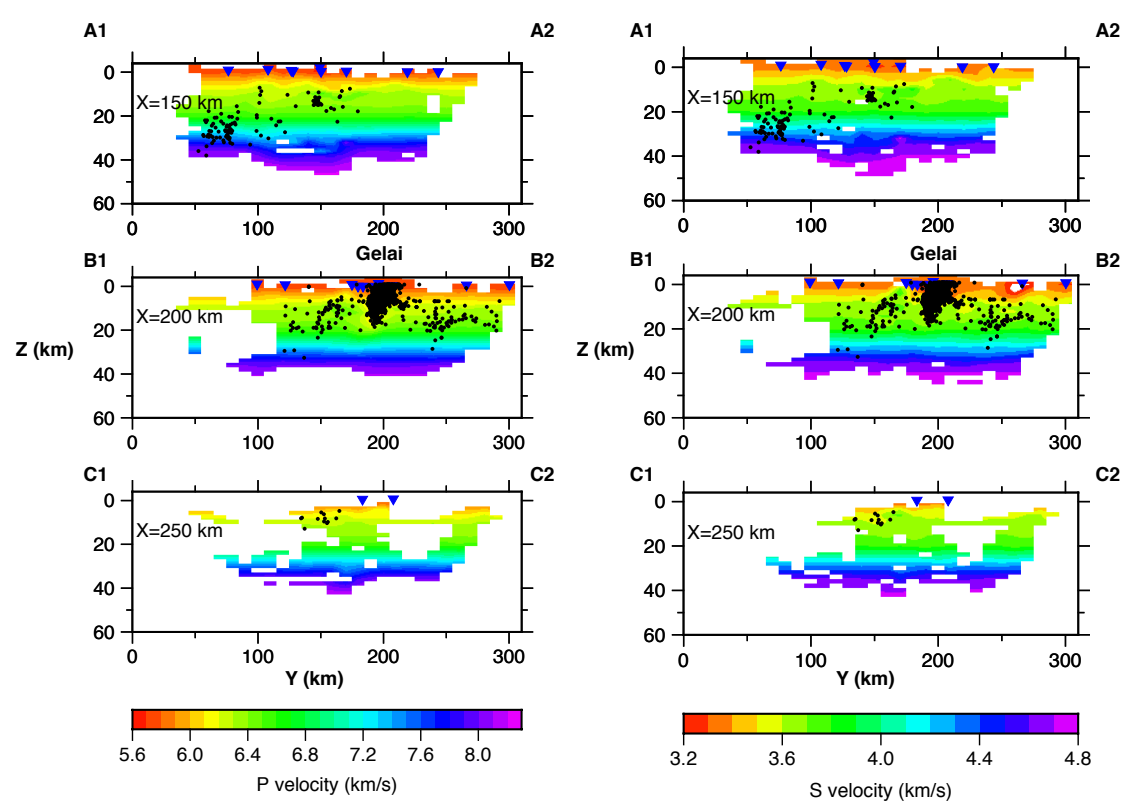 A1 A2 A1 A2
0 0
X=150 km X=150 km
20 20
40 40
60 60
0 100 200 300 0 100 200 300
Gelai Gelai
B1 B2 B1 B2
0 0
X=200 km X=200 km
20 20
Z (km) Z (km)
40 40
60 60
0 100 200 300 0 100 200 300
C1 C2 C1 C2
0 0
X=250 km X=250 km
20 20
40 40
60 60
0 100 200 300 0 100 200 300
Y (km) Y (km)
5.6 6.0 6.4 6.8 7.2 7.6 8.0 3.2 3.6 4.0 4.4 4.8
P velocity (km/s) S velocity (km/s)